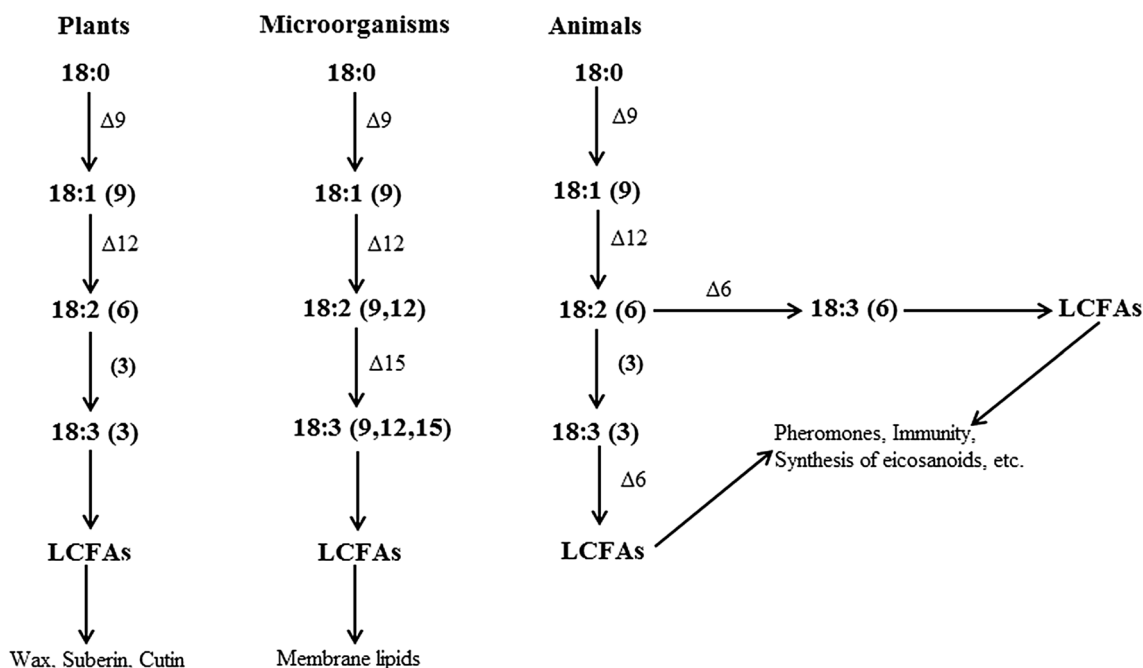 Plants
18:0
Δ9
18:1 (9)
Δ12
18:2 (6)
(3)
18:3 (3)
LCFAs
Wax, Suberin, Cutin
Microorganisms
18:0
Δ9
18:1 (9)
Δ12
18:2 (9,12)
Δ15
18:3 (9,12,15)
LCFAs
Membrane lipids
Animals
18:0
Δ9
18:1 (9)
Δ12
18:2 (6)
(3)
18:3 (3)
Δ6
LCFAs
Δ6
18:3 (6)
LCFAs
Pheromones, Immunity,
Synthesis of eicosanoids, etc.